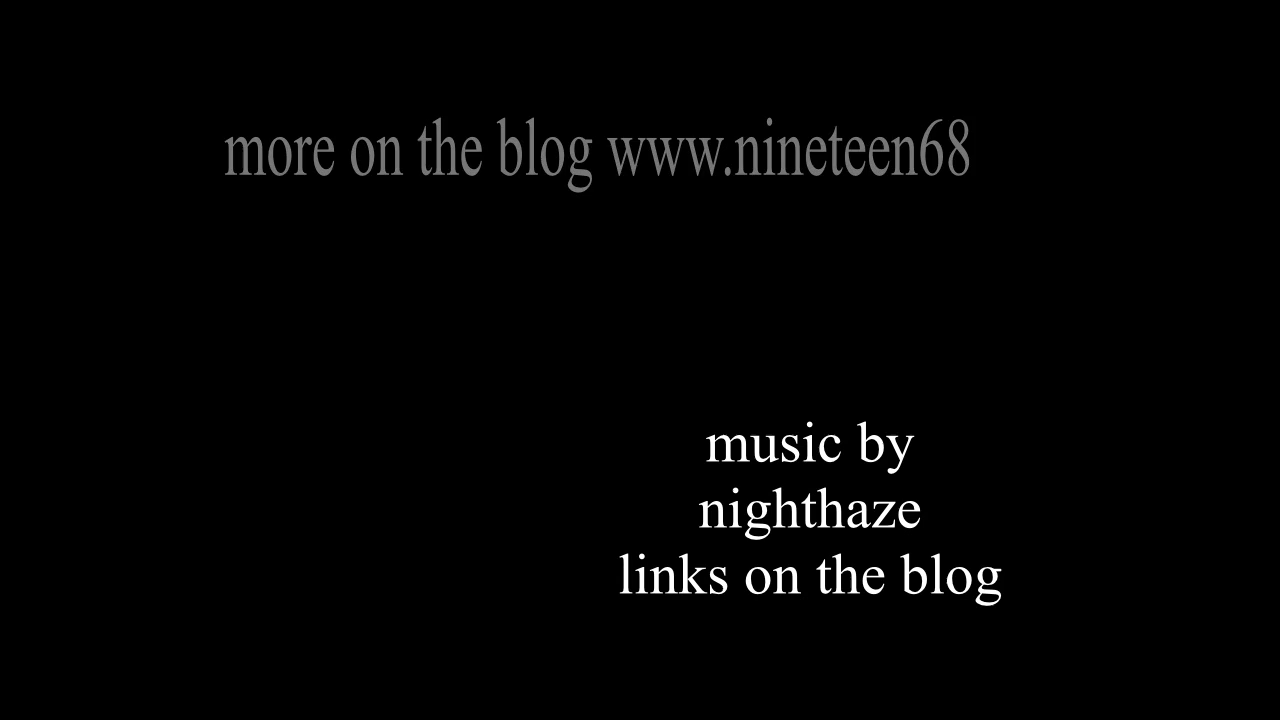 more on the blog www.nineteen68
music by
nighthaze
links on the blog